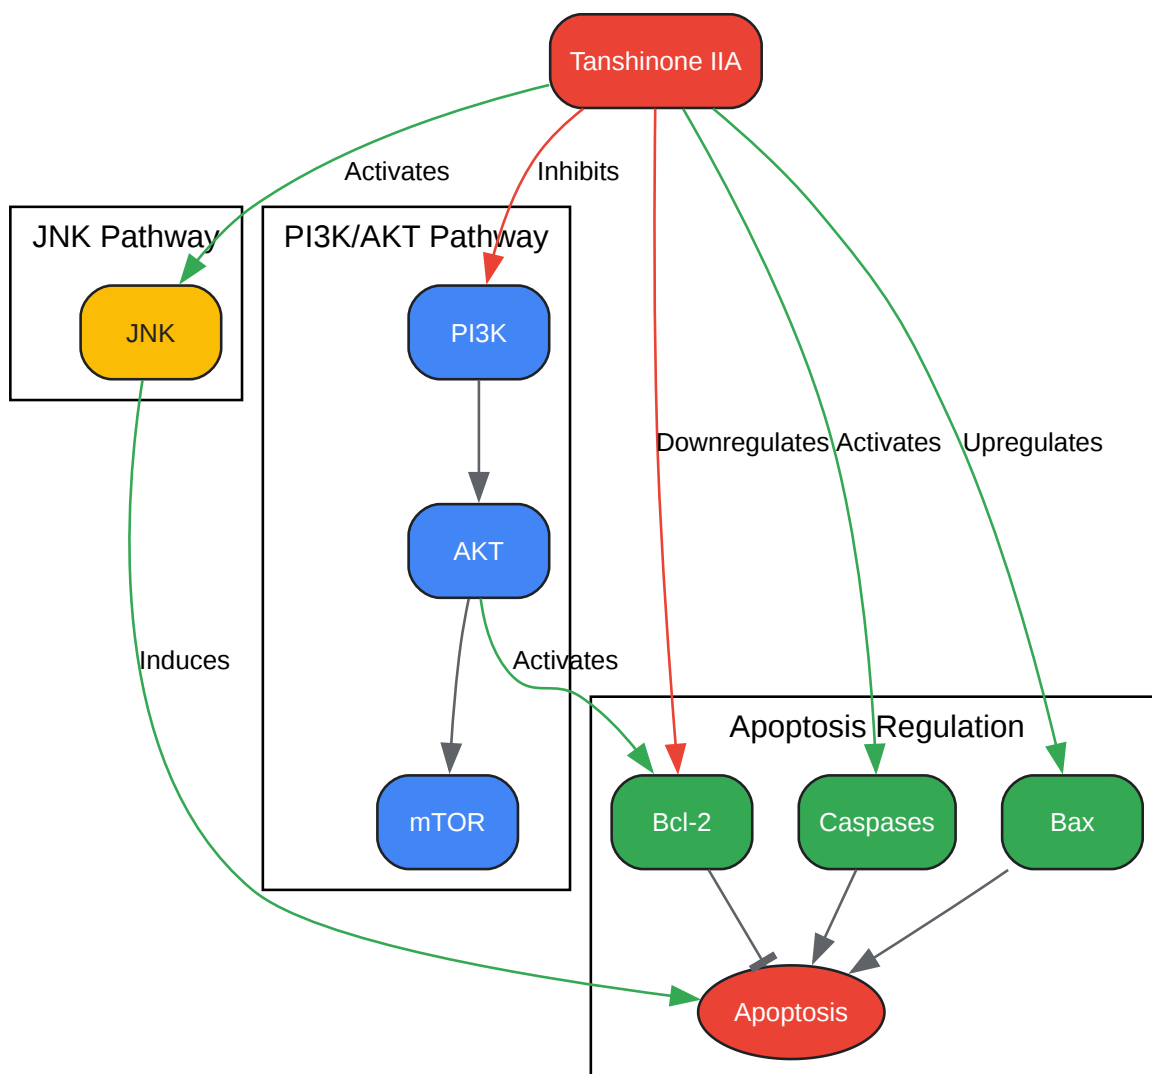 Tanshinone IIA
Activates
Inhibits
JNK Pathway
PI3K/AKT Pathway
JNK
PI3K
Downregulates
Activates
Upregulates
AKT
Induces
Activates
Apoptosis Regulation
mTOR
Bcl-2
Caspases
Bax
Apoptosis